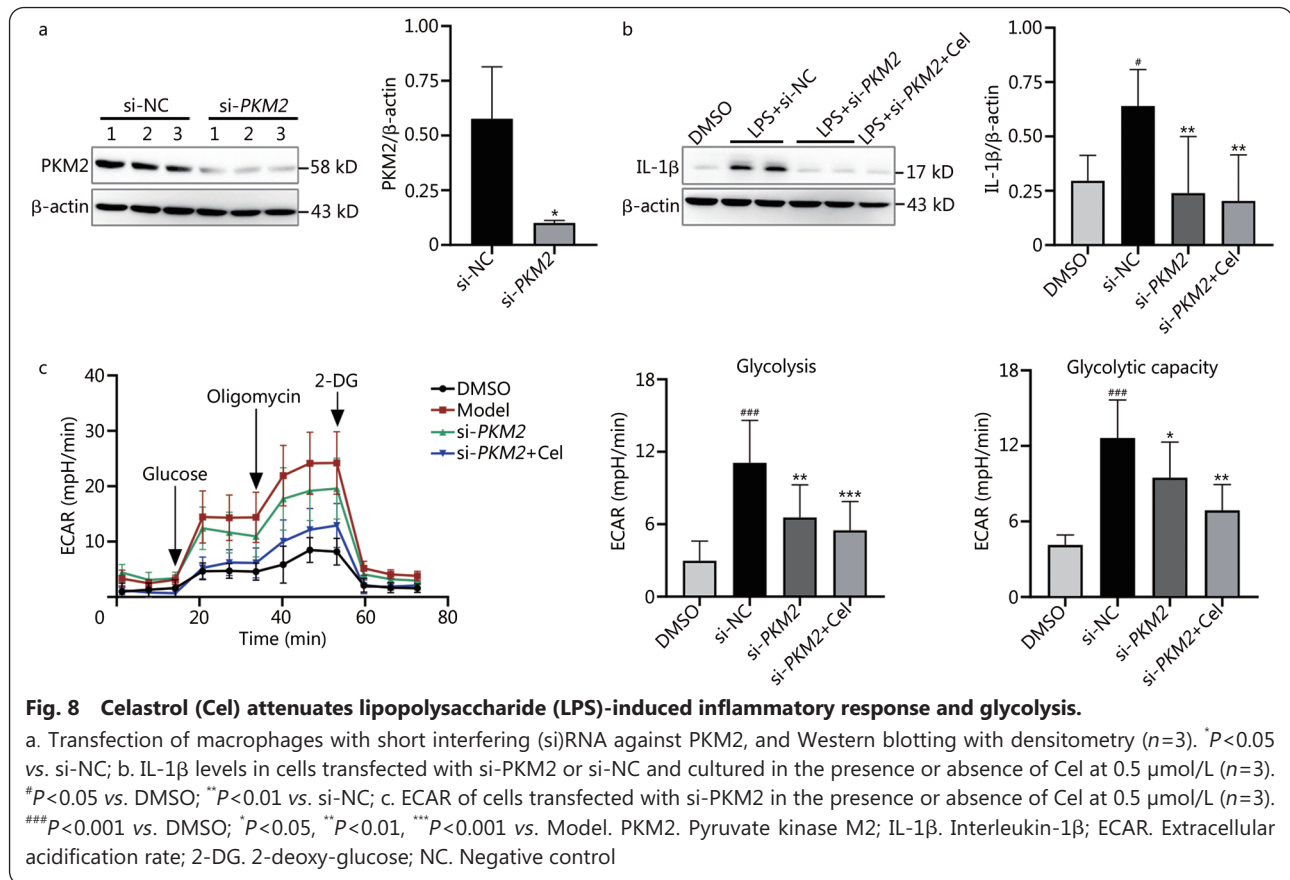 a
si-NC si-PKM2
1 2 3 1 2 3
PKM2
58 kD
β-actin
43 kD
PKM2/β-actin
1.00
0.75
0.50
0.25
0
*
si-NC
si-PKM2
b
DMSO
LPS+si-NC
LPS+si-PKM2
LPS+si-PKM2+Cel
IL-1β
17 kD
β-actin
43 kD
IL-1β/β-actin
1.00
0.75
0.50
0.25
0
#
**
**
DMSO
si-NC
si-PKM2
si-PKM2+Cel
c
ECAR (mpH/min)
40
30
20
10
20
40
60
80
Time (min)
Glucose
Oligomycin
2-DG
DMSO
Model
si-PKM2
si-PKM2+Cel
Glycolysis
ECAR (mpH/min)
18
12
6
0
###
**
***
DMSO
si-NC
si-PKM2
si-PKM2+Cel
Glycolytic capacity
ECAR (mpH/min)
18
12
6
0
###
*
**
DMSO
si-NC
si-PKM2
si-PKM2+Cel
Fig. 8 Celastrol (Cel) attenuates lipopolysaccharide (LPS)-induced inflammatory response and glycolysis.
a. Transfection of macrophages with short interfering (si)RNA against PKM2, and Western blotting with densitometry (n=3). *P<0.05
vs. si-NC; b. IL-1β levels in cells transfected with si-PKM2 or si-NC and cultured in the presence or absence of Cel at 0.5 μmol/L (n=3).
#P<0.05 vs. DMSO; **P<0.01 vs. si-NC; c. ECAR of cells transfected with si-PKM2 in the presence or absence of Cel at 0.5 μmol/L (n=3).
###P<0.001 vs. DMSO; *P<0.05, **P<0.01, ***P<0.001 vs. Model. PKM2. Pyruvate kinase M2; IL-1β. Interleukin-1β; ECAR. Extracellular
acidification rate; 2-DG. 2-deoxy-glucose; NC. Negative control